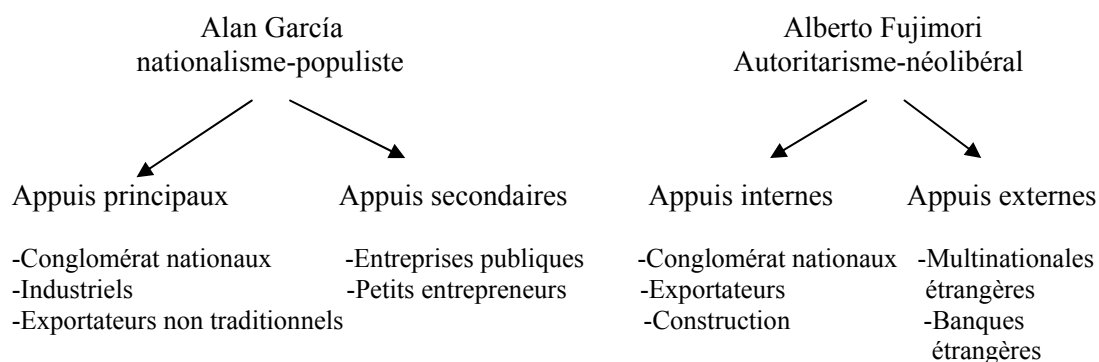 Alan García
nationalisme-populiste
Appuis principaux
-Conglomérat nationaux
-Industriels
-Exportateurs non traditionnels
Appuis secondaires
-Entreprises publiques
-Petits entrepreneurs
Alberto Fujimori
Autoritarisme-néolibéral
Appuis internes
-Conglomérat nationaux
-Exportateurs
-Construction
Appuis externes
-Multinationales
étrangères
-Banques
étrangères